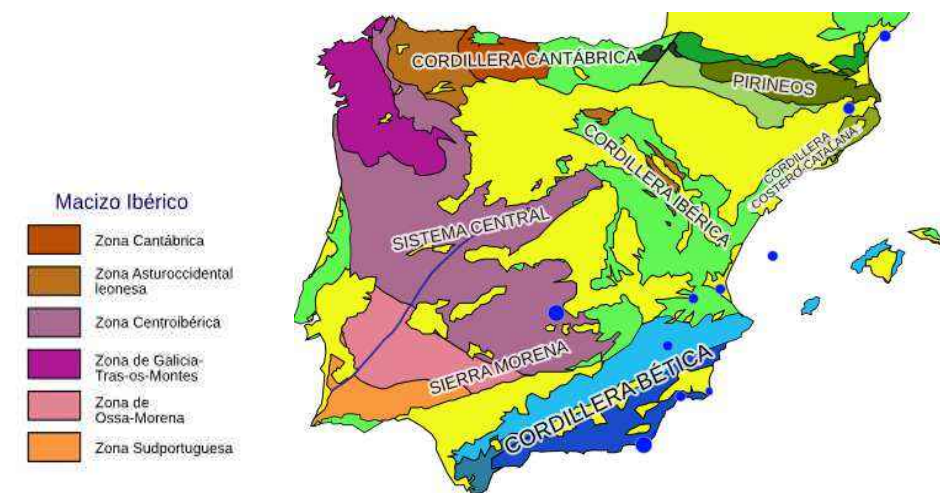 CORDILLERA CANTÁBRICA
PIRINEOS
CORDILLERA
COSTERO-CATALANA
CORDILLERA IBÉRICA
Macizo Ibérico
SISTEMA CENTRAL
Zona Cantábrica
Zona Asturoccidental
leonesa
Zona Centroibérica
Zona de Galicia-
Tras-os-Montes
Zona de
Ossa-Morena
Zona Sudportuguesa
SIERRA MORENA
CORDILLERA BÉTICA